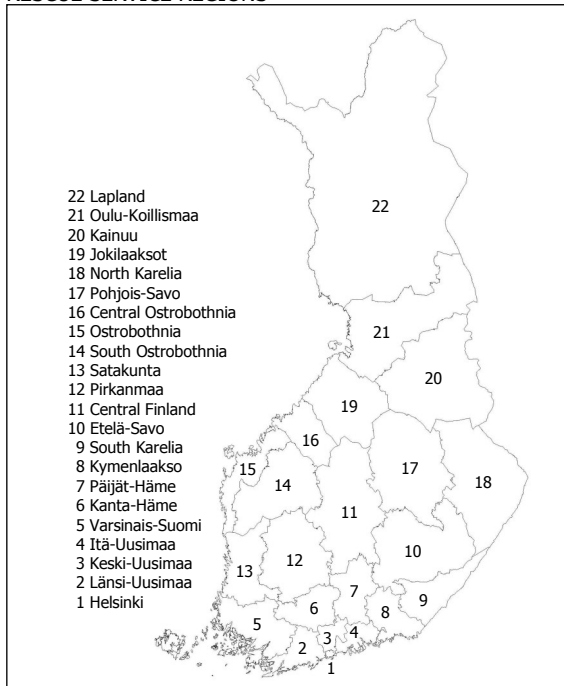 RESCUE SERVICE REGIONS
22 Lapland
21 Oulu-Koillismaa
20 Kainuu
19 Jokilaaksot
18 North Karelia
17 Pohjois-Savo
16 Central Ostrobothnia
15 Ostrobothnia
14 South Ostrobothnia
13 Satakunta
12 Pirkanmaa
11 Central Finland
10 Etelä-Savo
9 South Karelia
8 Kymenlaakso
7 Päijät-Häme
6 Kanta-Häme
5 Varsinais-Suomi
4 Itä-Uusimaa
3 Keski-Uusimaa
2 Länsi-Uusimaa
1 Helsinki
22
21
20
19
16
15
17
18
14
11
10
12
13
7
9
6
8
5
4
3
2
1